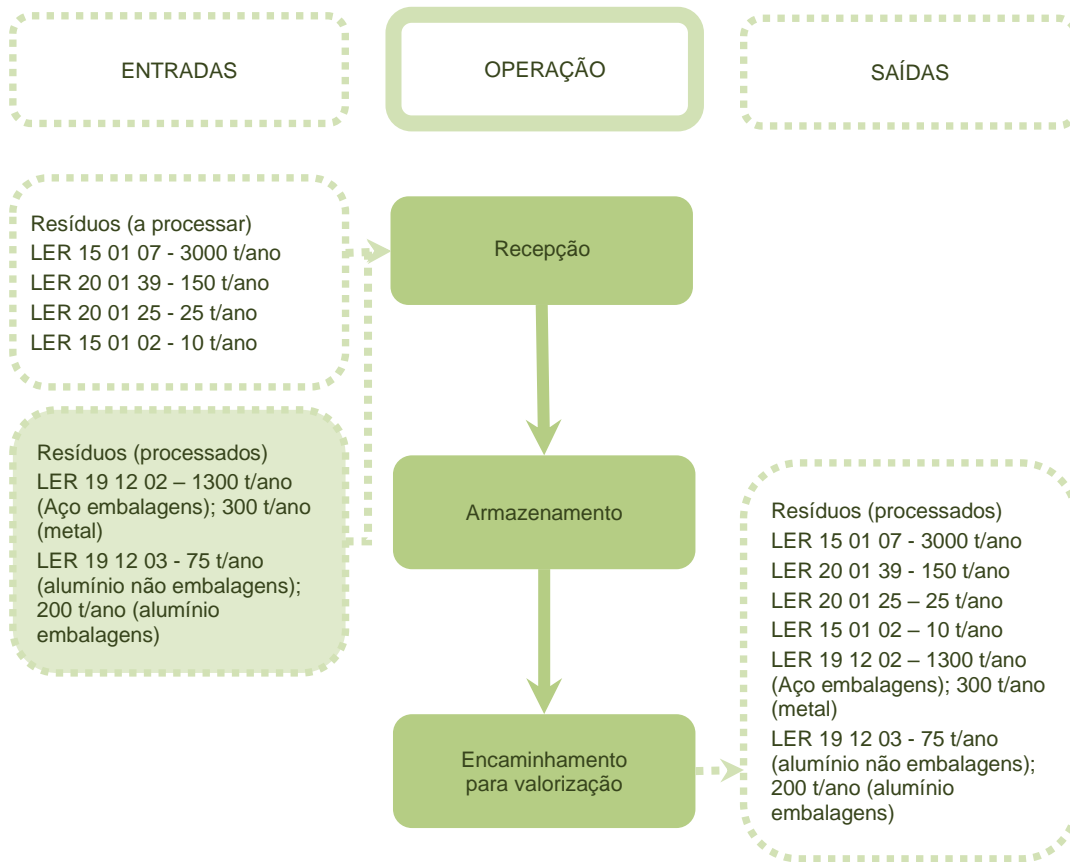 ENTRADAS
OPERAÇÃO
SAÍDAS
Resíduos (a processar)
LER 15 01 07 - 3000 t/ano
LER 20 01 39 - 150 t/ano
LER 20 01 25 - 25 t/ano
LER 15 01 02 - 10 t/ano
Recepção
Resíduos (processados)
LER 19 12 02 – 1300 t/ano
(Aço embalagens); 300 t/ano
(metal)
LER 19 12 03 - 75 t/ano
(alumínio não embalagens);
200 t/ano (alumínio
embalagens)
Armazenamento
Encaminhamento
para valorização
Resíduos (processados)
LER 15 01 07 - 3000 t/ano
LER 20 01 39 - 150 t/ano
LER 20 01 25 – 25 t/ano
LER 15 01 02 – 10 t/ano
LER 19 12 02 – 1300 t/ano
(Aço embalagens); 300 t/ano
(metal)
LER 19 12 03 - 75 t/ano
(alumínio não embalagens);
200 t/ano (alumínio
embalagens)